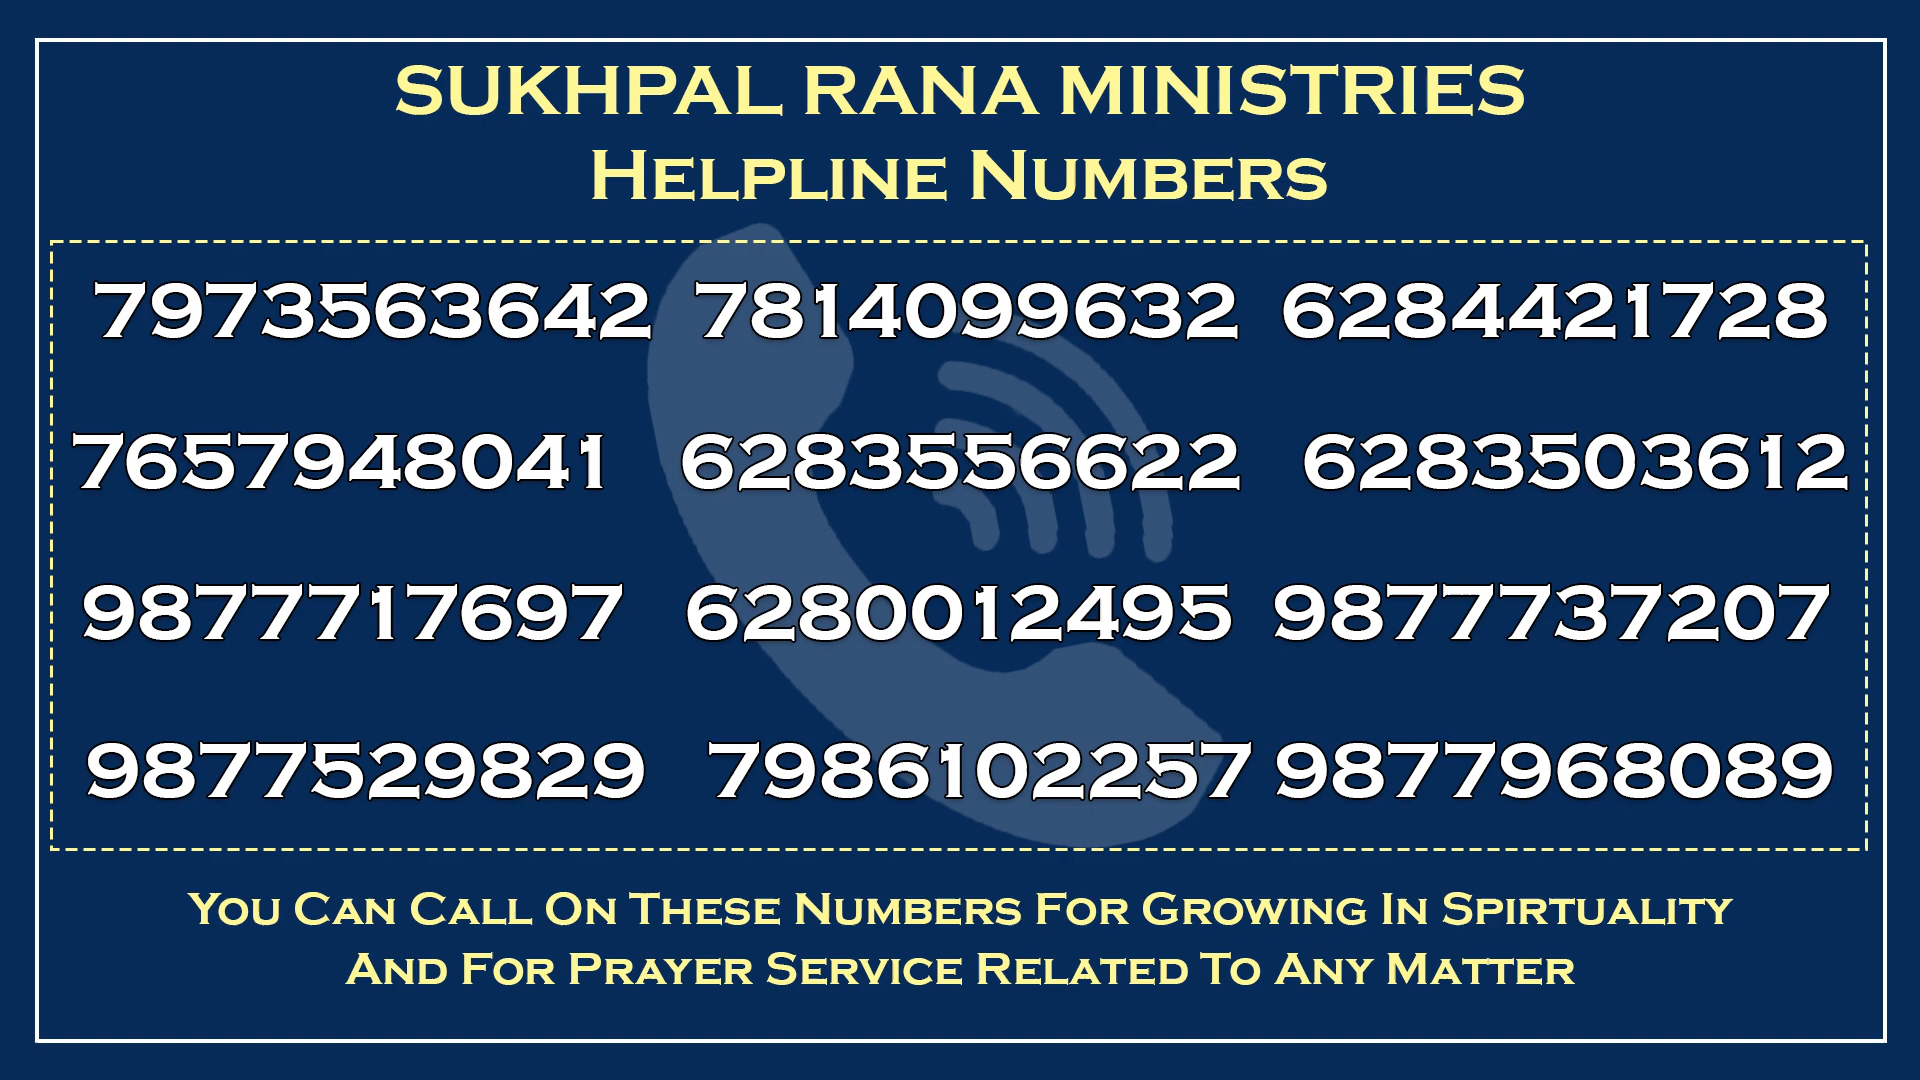 SUKHPAL RANA MINISTRIES
HELPLINE NUMBERS
7973563642 7814099632 6284421728
7657948041 6283556622 6283503612
9877717697 6280012495 9877737207
9877529829 7986102257 9877968089
YOU CAN CALL ON THESE NUMBERS FOR GROWING IN SPIRTUALITY
AND FOR PRAYER SERVICE RELATED TO ANY MATTER